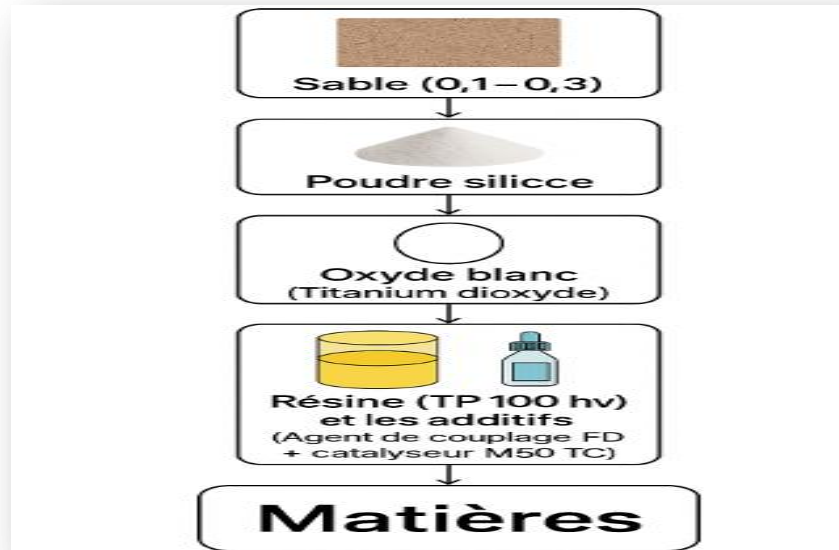 Sable (0,1–0,3)
Poudre silicce
Oxyde blanc
(Titanium dioxyde)
Résine (TP 100 hv)
et les additifs
(Agent de couplage FD
+ catalyseur M50 TC)
Matières